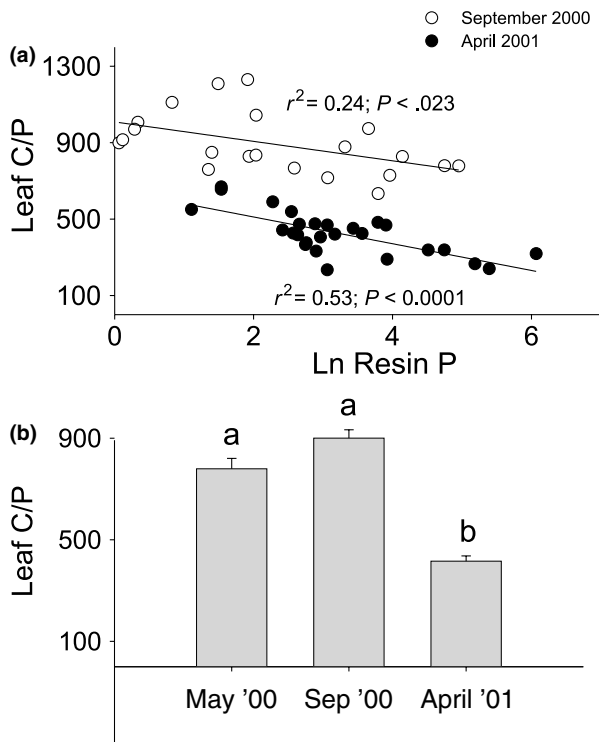 September 2000
April 2001
(a)
1300
900
500
100
Leaf C/P
r² = 0.24; P < .023
r² = 0.53; P < 0.0001
0
2
4
6
Ln Resin P
(b)
900
500
100
Leaf C/P
a
a
b
May '00
Sep '00
April '01